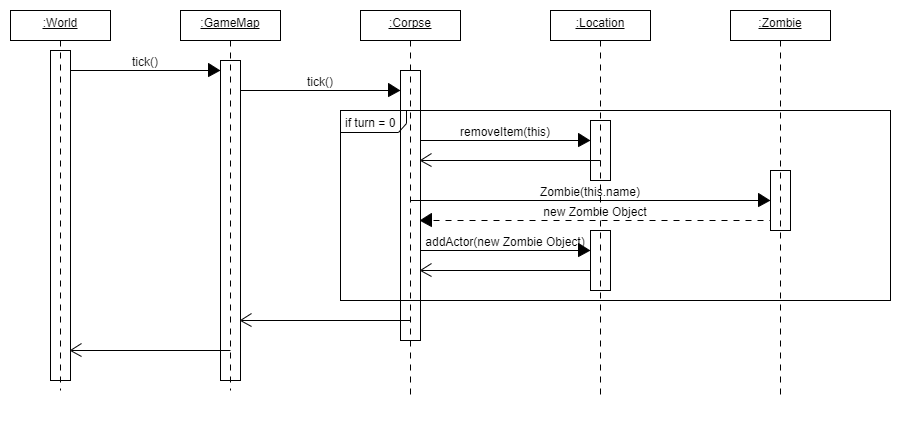 :World
:GameMap
:Corpse
:Location
:Zombie
tick()
tick()
if turn = 0
removeItem(this)
Zombie(this.name)
new Zombie Object
addActor(new Zombie Object)